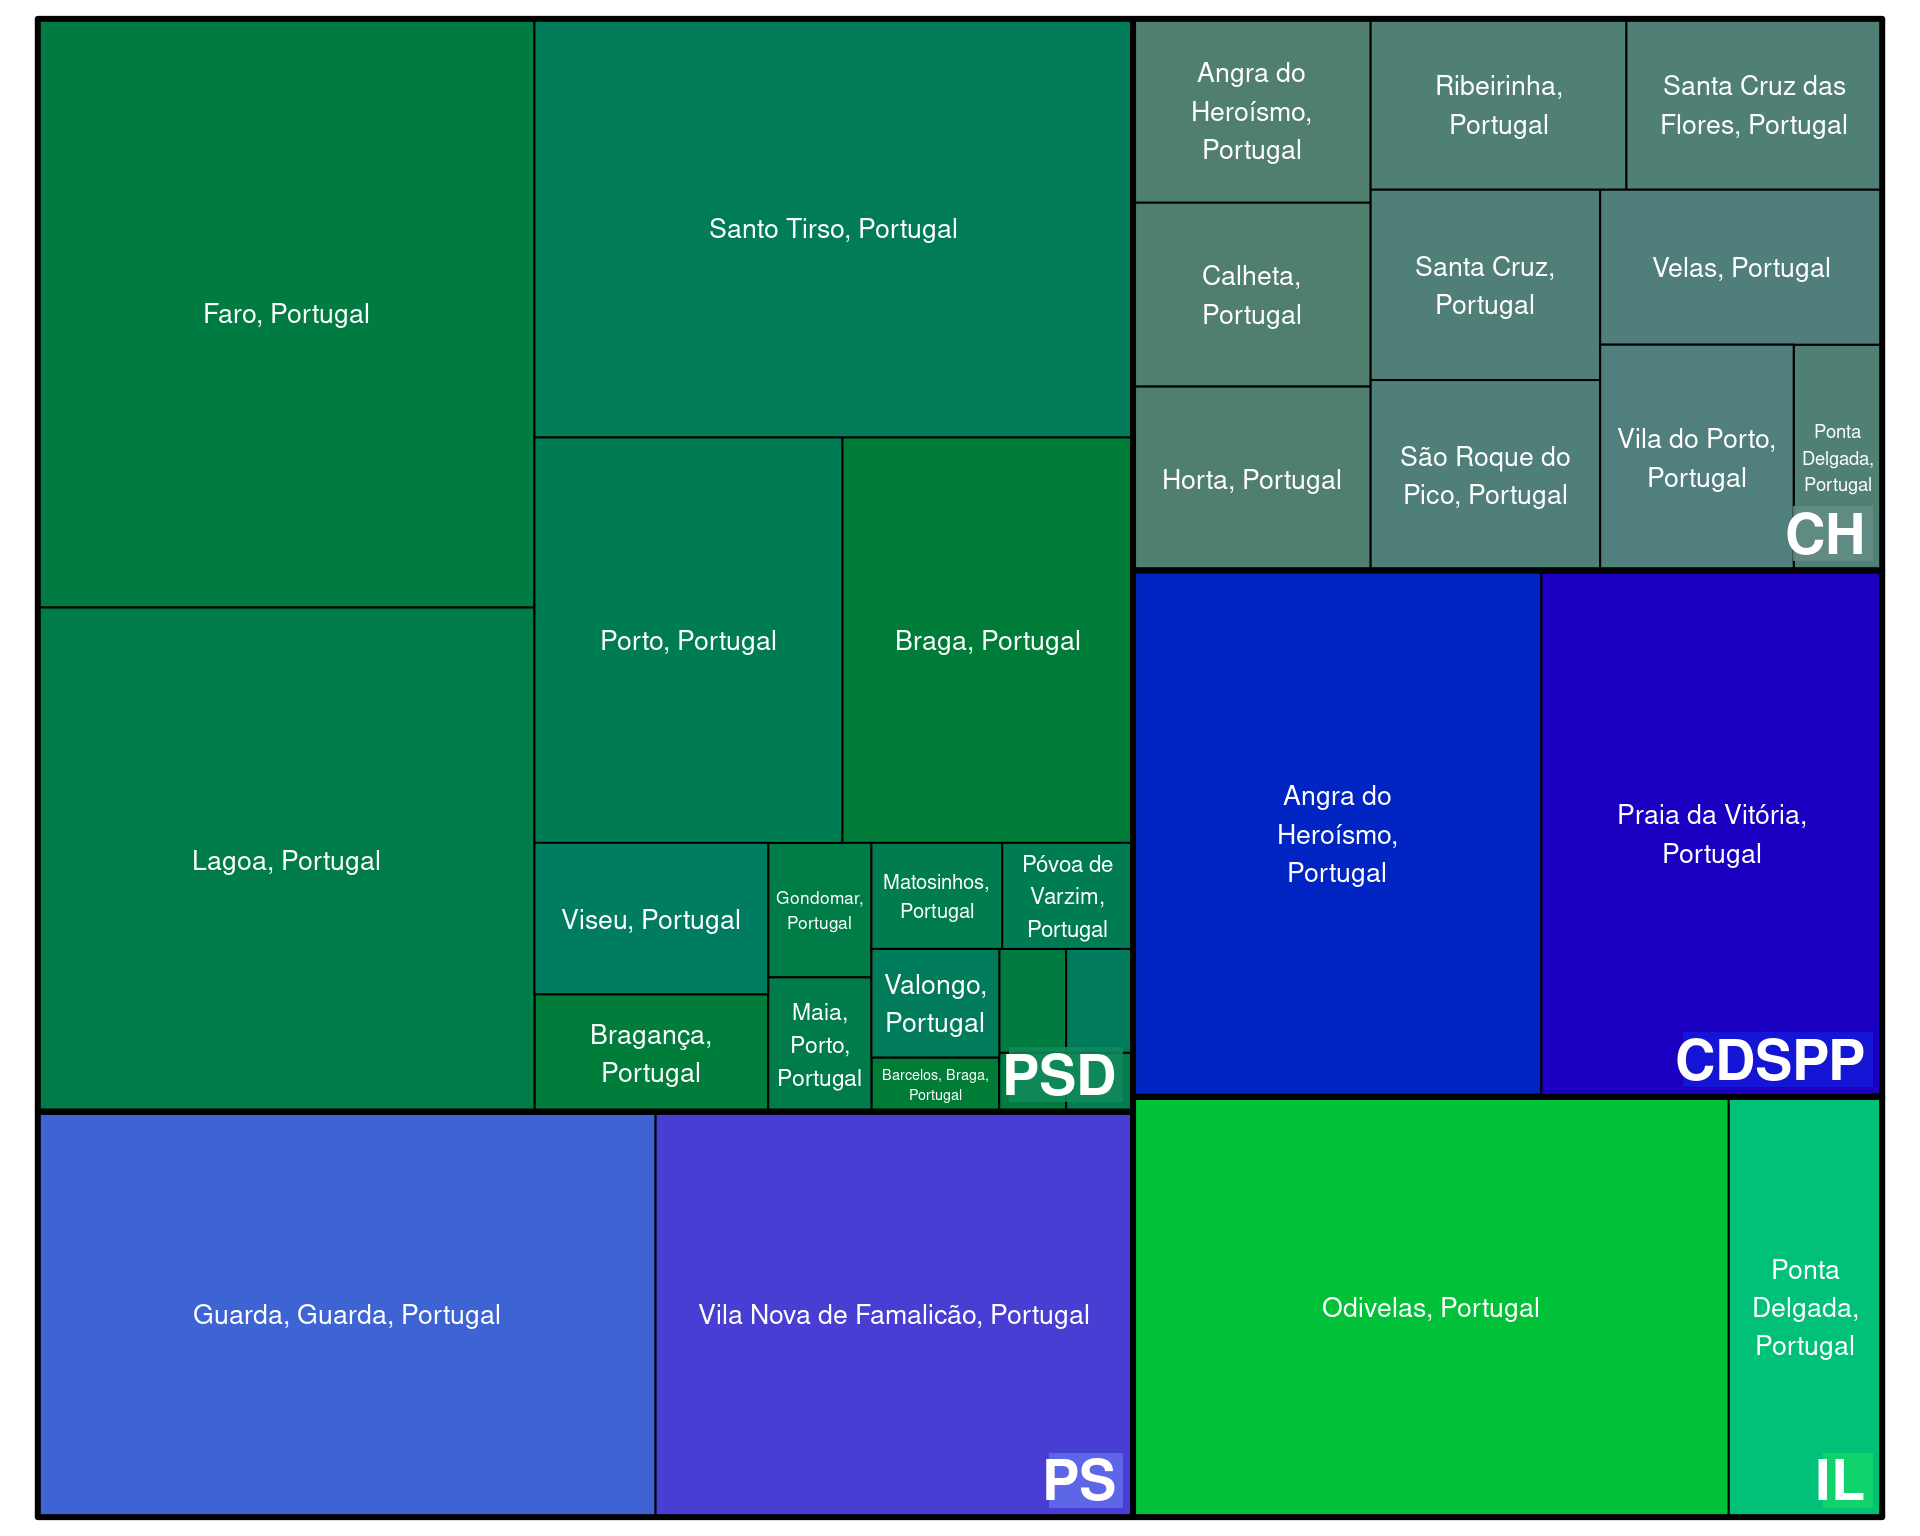 Faro, Portugal
Lagoa, Portugal
Santo Tirso, Portugal
Porto, Portugal
Braga, Portugal
Viseu, Portugal
Bragança,
Portugal
Gondomar,
Portugal
Maia,
Porto,
Portugal
Matosinhos,
Portugal
Póvoa de
Varzim,
Portugal
Valongo,
Portugal
Barcelos, Braga,
Portugal
PSD
Guarda, Guarda, Portugal
Vila Nova de Famalicão, Portugal
PS
Angra do
Heroísmo,
Portugal
Calheta,
Portugal
Horta, Portugal
Ribeirinha,
Portugal
Santa Cruz das
Flores, Portugal
Santa Cruz,
Portugal
Velas, Portugal
São Roque do
Pico, Portugal
Vila do Porto,
Portugal
Ponta
Delgada,
Portugal
CH
Angra do
Heroísmo,
Portugal
Praia da Vitória,
Portugal
CDSPP
Odivelas, Portugal
Ponta
Delgada,
Portugal
IL